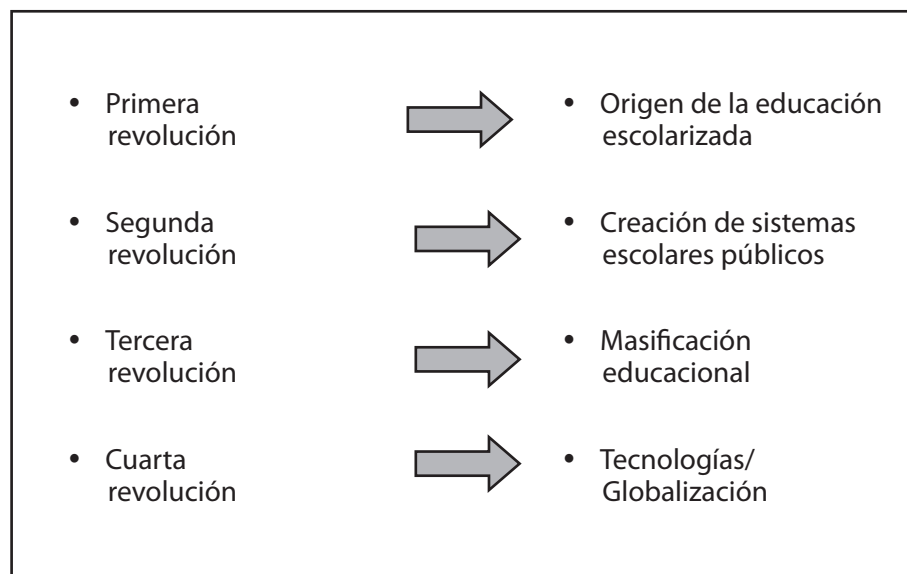 • Primera
revolución
• Origen de la educación
escolarizada
• Segunda
revolución
• Creación de sistemas
escolares públicos
• Tercera
revolución
• Masificación
educacional
• Cuarta
revolución
• Tecnologías/
Globalización